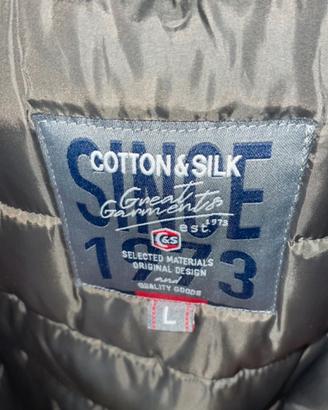 SINCE
COTTON & SILK
Great
Garments
est. 1973
C&S
1973
SELECTED MATERIALS
ORIGINAL DESIGN
and
QUALITY GOODS
L